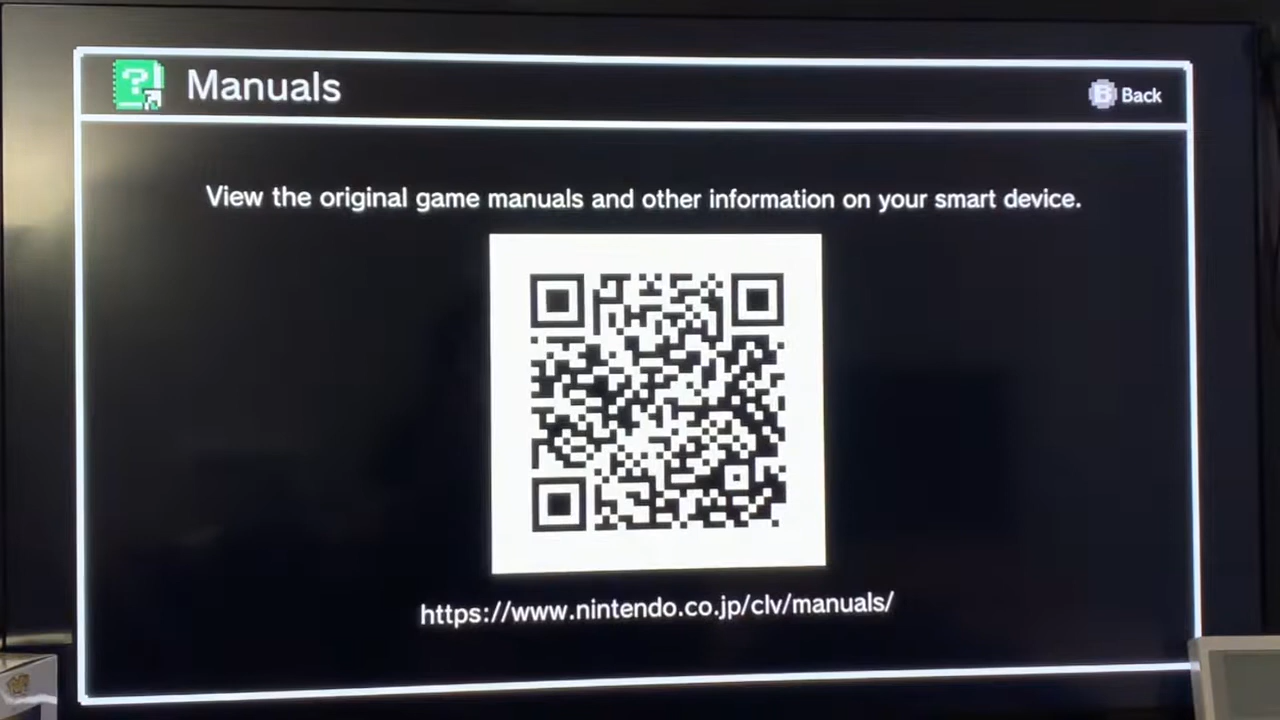 Manuals
B Back
View the original game manuals and other information on your smart device.
https://www.nintendo.co.jp/clv/manuals/